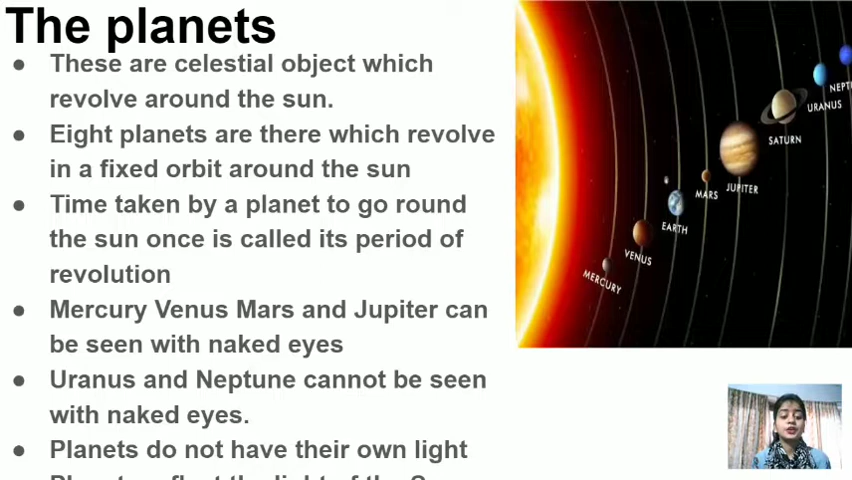 The planets
● These are celestial object which
revolve around the sun.
● Eight planets are there which revolve
in a fixed orbit around the sun
● Time taken by a planet to go round
the sun once is called its period of
revolution
● Mercury Venus Mars and Jupiter can
be seen with naked eyes
● Uranus and Neptune cannot be seen
with naked eyes.
● Planets do not have their own light
MERCURY
VENUS
EARTH
MARS
JUPITER
SATURN
URANUS